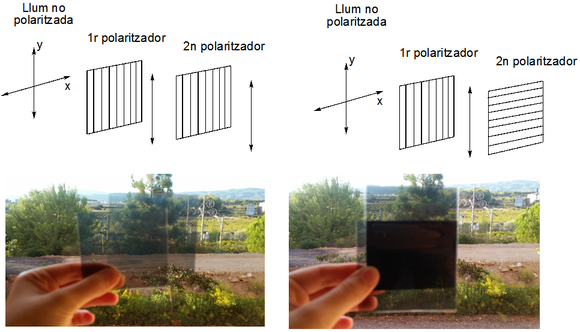 Llum no
polaritzada
y
x
1r polaritzador
2n polaritzador
Llum no
polaritzada
y
x
1r polaritzador
2n polaritzador